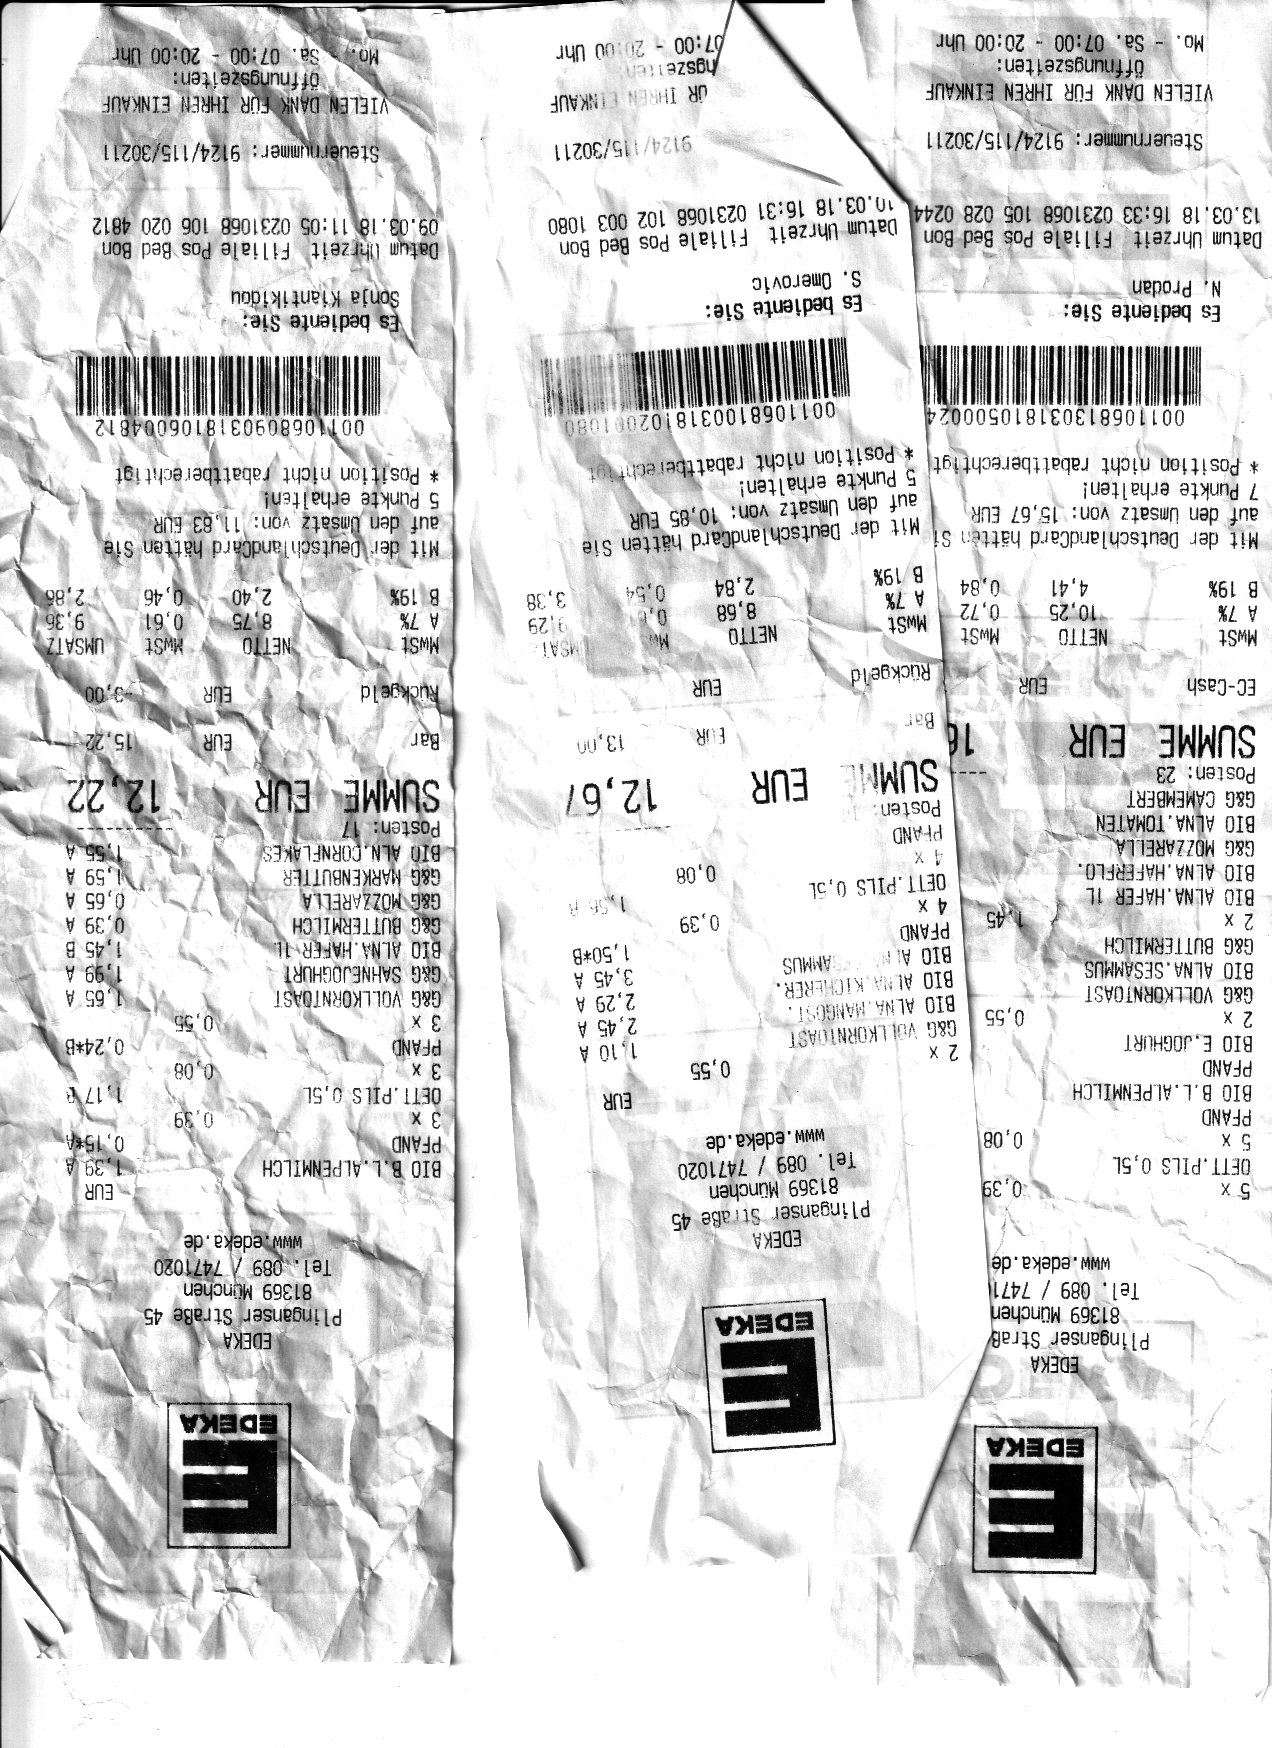 EDEKA
EDEKA
Plinganser Straß
81369 München
Tel. 089 / 7471
www.edeka.de
5 x 0,39
OETT.PILS 0,5L
5 x 0,08
PFAND
BIO B.L.ALPENMILCH
PFAND
BIO E.JOGHURT
2 x 0,55
G&G VOLLKORNTOAST
BIO ALNA.SESAMMUS
G&G BUTTERMILCH
2 x 1,45
BIO ALNA.HAFER 1L
BIO ALNA.HAFERFLO.
G&G MOZZARELLA
BIO ALNA.TOMATEN
G&G CAMEMBERT
Posten: 23
SUMME EUR 16
EC-Cash EUR
MwSt NETTO MwSt
A 7% 10,25 0,72
B 19% 4,41 0,84
Mit der DeutschlandCard hätten Si
auf den Umsatz von: 15,67 EUR
7 Punkte erhalten!
* Position nicht rabattberechtigt
001106813031810500024
Es bediente Sie:
N. Prodan
Datum Uhrzeit Filiale Pos Bed Bon
13.03.18 16:33 0231068 105 028 0244
Steuernummer: 9124/115/30211
VIELEN DANK FÜR IHREN EINKAUF
Öffnungszeiten:
Mo. - Sa. 07:00 - 20:00 Uhr
EDEKA
EDEKA
Plinganser Straße 45
81369 München
Tel. 089 / 7471020
www.edeka.de
EUR
2 x 0,55
G&G VOLLKORNTOAST 1,10 A
BIO ALNA.MANGOST. 2,45 A
BIO ALNA.KICHERER. 2,29 A
BIO ALNA.SESAMMUS 3,45 A
PFAND 1,50*B
4 x 0,39
OETT.PILS 0,5L 1,56 B
4 x 0,08
PFAND
Posten:
SUMME EUR 12,67
Bar EUR 13,00
Rückgeld EUR
MwSt NETTO MwSt UMSATZ
A 7% 8,68 0,6 9,29
B 19% 2,84 0,54 3,38
Mit der DeutschlandCard hätten Sie
auf den Umsatz von: 10,85 EUR
5 Punkte erhalten!
* Position nicht rabattberechtigt
0011068100318102001080
Es bediente Sie:
S. Omerovic
Datum Uhrzeit Filiale Pos Bed Bon
10.03.18 16:31 0231068 102 003 1080
9124/115/30211
ÜR IHREN EINKAUF
ngszeiten:
07:00 - 20:00 Uhr
EDEKA
EDEKA
Plinganser Straße 45
81369 München
Tel. 089 / 7471020
www.edeka.de
EUR
BIO B.L.ALPENMILCH 1,39 A
PFAND 0,15*A
3 x 0,39
OETT.PILS 0,5L 1,17 B
3 x 0,08
PFAND 0,24*B
3 x 0,55
G&G VOLLKORNTOAST 1,65 A
G&G SAHNEJOGHURT 1,99 A
BIO ALNA.HAFER 1L 1,45 B
G&G BUTTERMILCH 0,39 A
G&G MOZZARELLA 0,65 A
G&G MARKENBUTTER 1,59 A
BIO ALN.CORNFLAKES 1,55 A
Posten: 17
SUMME EUR 12,22
Bar EUR 15,22
Rückgeld EUR -3,00
MwSt NETTO MwSt UMSATZ
A 7% 8,75 0,61 9,36
B 19% 2,40 0,46 2,86
Mit der DeutschlandCard hätten Sie
auf den Umsatz von: 11,83 EUR
5 Punkte erhalten!
* Position nicht rabattberechtigt
0011068090318106004812
Es bediente Sie:
Sonja Kiantikidou
Datum Uhrzeit Filiale Pos Bed Bon
09.03.18 11:05 0231068 106 020 4812
Steuernummer: 9124/115/30211
VIELEN DANK FÜR IHREN EINKAUF
Öffnungszeiten:
Mo. - Sa. 07:00 - 20:00 Uhr